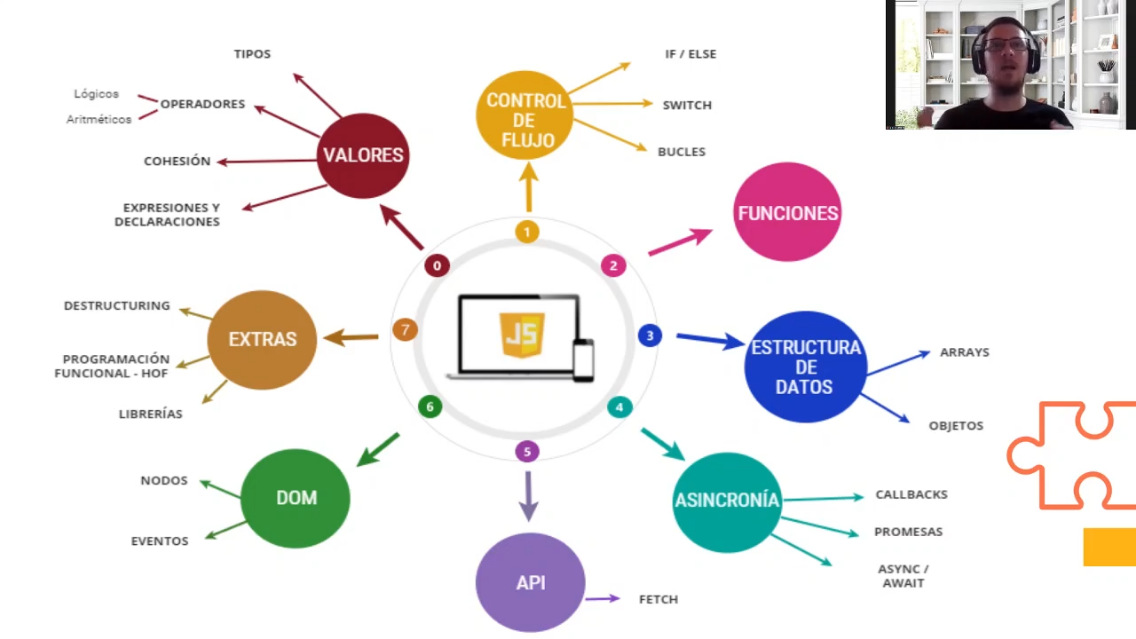 TIPOS
Lógicos
OPERADORES
Aritméticos
COHESIÓN
EXPRESIONES Y
DECLARACIONES
VALORES
0
CONTROL
DE
FLUJO
IF / ELSE
SWITCH
BUCLES
1
FUNCIONES
2
ESTRUCTURA
DE
DATOS
ARRAYS
OBJETOS
3
ASINCRONÍA
CALLBACKS
PROMESAS
ASYNC /
AWAIT
4
API
FETCH
5
DOM
NODOS
EVENTOS
6
EXTRAS
DESTRUCTURING
PROGRAMACIÓN
FUNCIONAL - HOF
LIBRERÍAS
7
JS